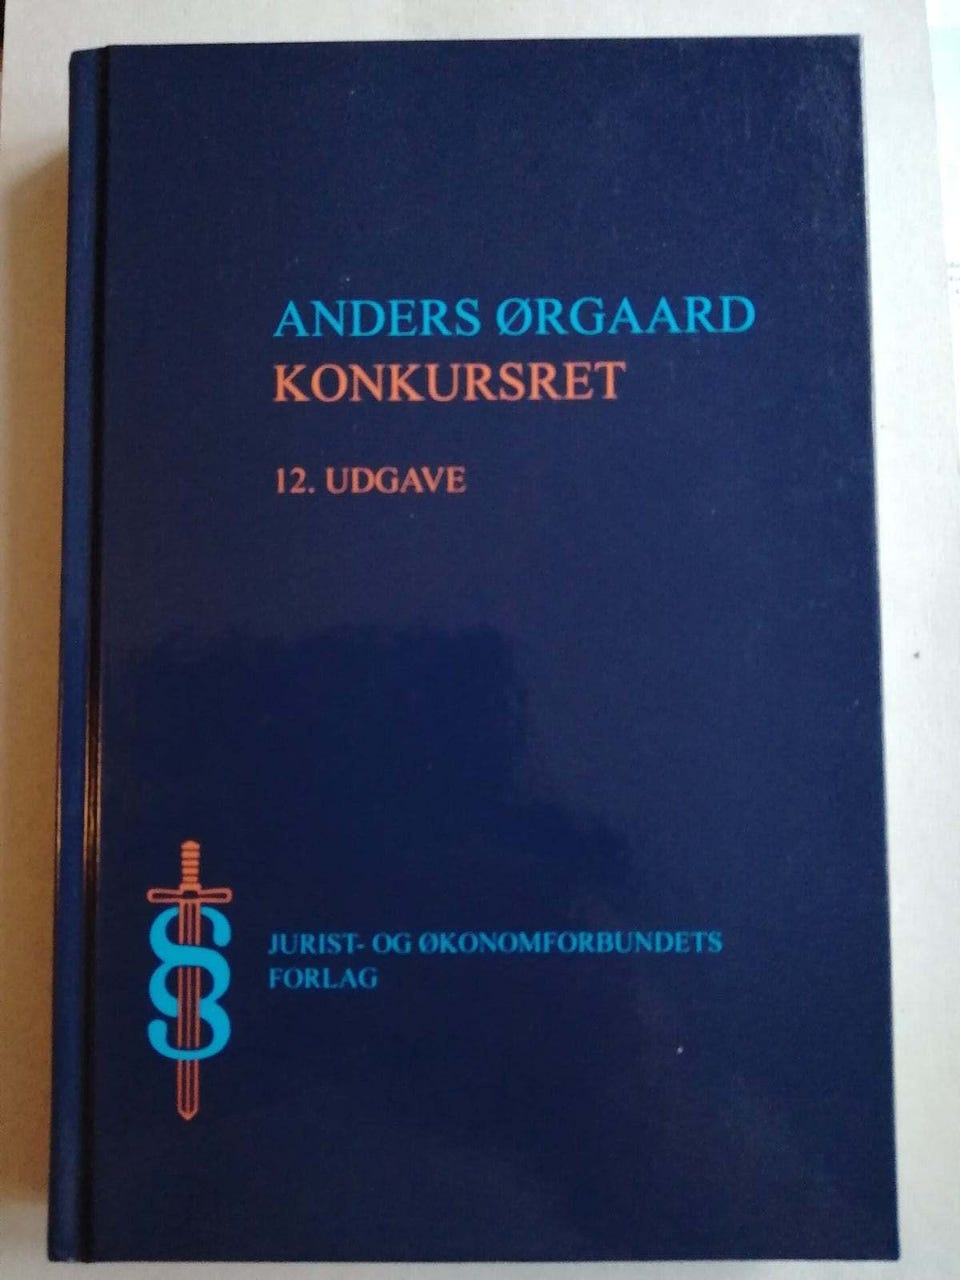 ANDERS ØRGAARD
KONKURSRET
12. UDGAVE
JURIST- OG ØKONOMFORBUNDETS
FORLAG